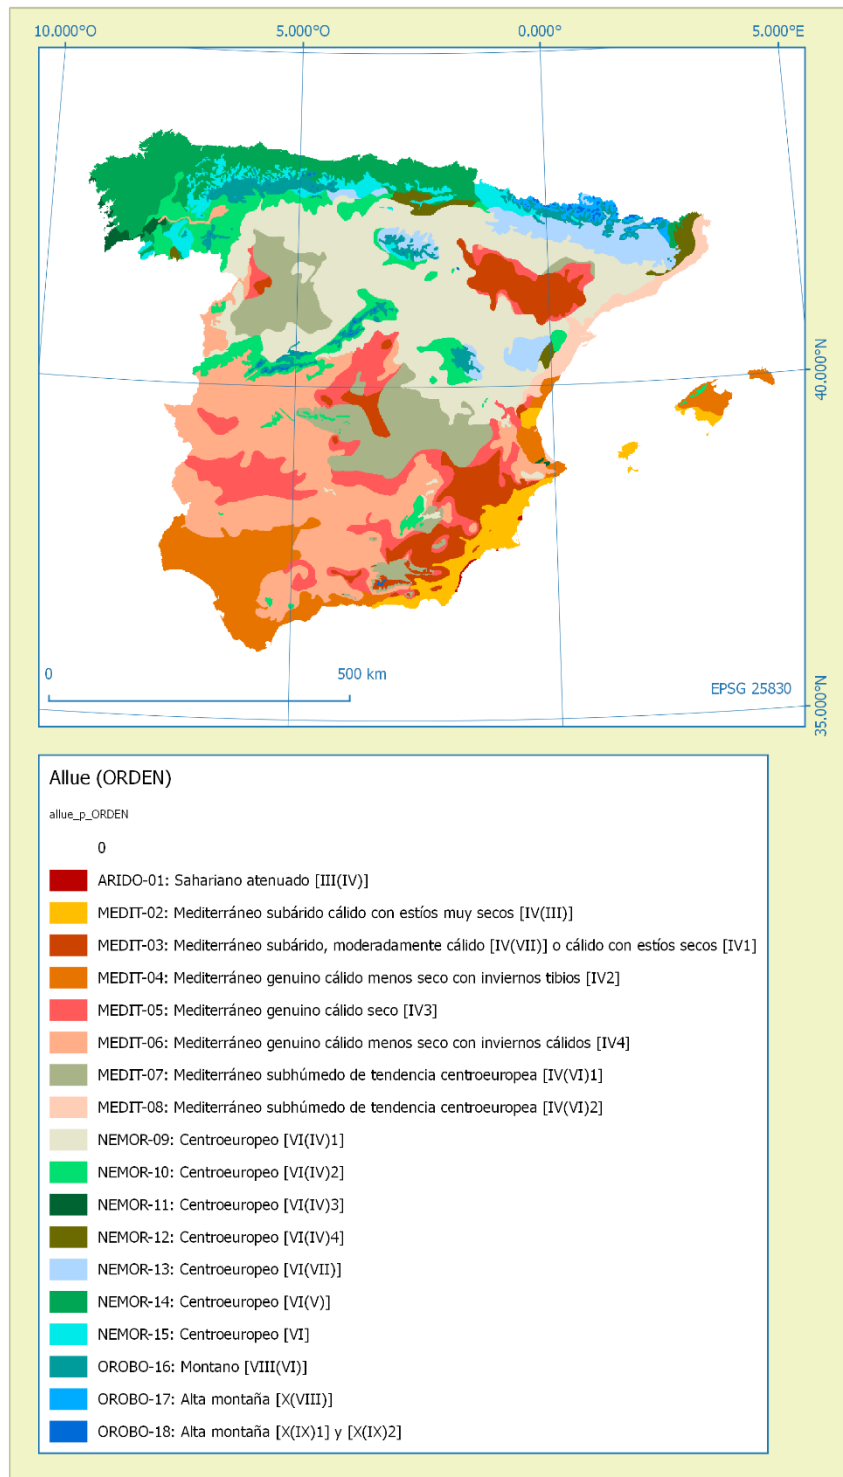 10.000°O 5.000°O 0.000° 5.000°E
40.000°N
0 500 km
EPSG 25830
35.000°N
Allue (ORDEN)
allue_p_ORDEN
0
ARIDO-01: Sahariano atenuado [III(IV)]
MEDIT-02: Mediterráneo subárido cálido con estíos muy secos [IV(III)]
MEDIT-03: Mediterráneo subárido, moderadamente cálido [IV(VII)] o cálido con estíos secos [IV1]
MEDIT-04: Mediterráneo genuino cálido menos seco con inviernos tibios [IV2]
MEDIT-05: Mediterráneo genuino cálido seco [IV3]
MEDIT-06: Mediterráneo genuino cálido menos seco con inviernos cálidos [IV4]
MEDIT-07: Mediterráneo subhúmedo de tendencia centroeuropea [IV(VI)1]
MEDIT-08: Mediterráneo subhúmedo de tendencia centroeuropea [IV(VI)2]
NEMOR-09: Centroeuropeo [VI(IV)1]
NEMOR-10: Centroeuropeo [VI(IV)2]
NEMOR-11: Centroeuropeo [VI(IV)3]
NEMOR-12: Centroeuropeo [VI(IV)4]
NEMOR-13: Centroeuropeo [VI(VII)]
NEMOR-14: Centroeuropeo [VI(V)]
NEMOR-15: Centroeuropeo [VI]
OROBO-16: Montano [VIII(VI)]
OROBO-17: Alta montaña [X(VIII)]
OROBO-18: Alta montaña [X(IX)1] y [X(IX)2]